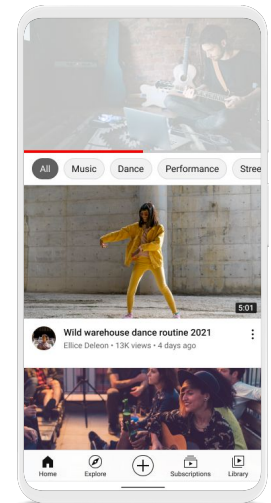 All Music Dance Performance Stree
5:01
Wild warehouse dance routine 2021
Ellice Deleon • 13K views • 4 days ago
Home Explore Subscriptions Library